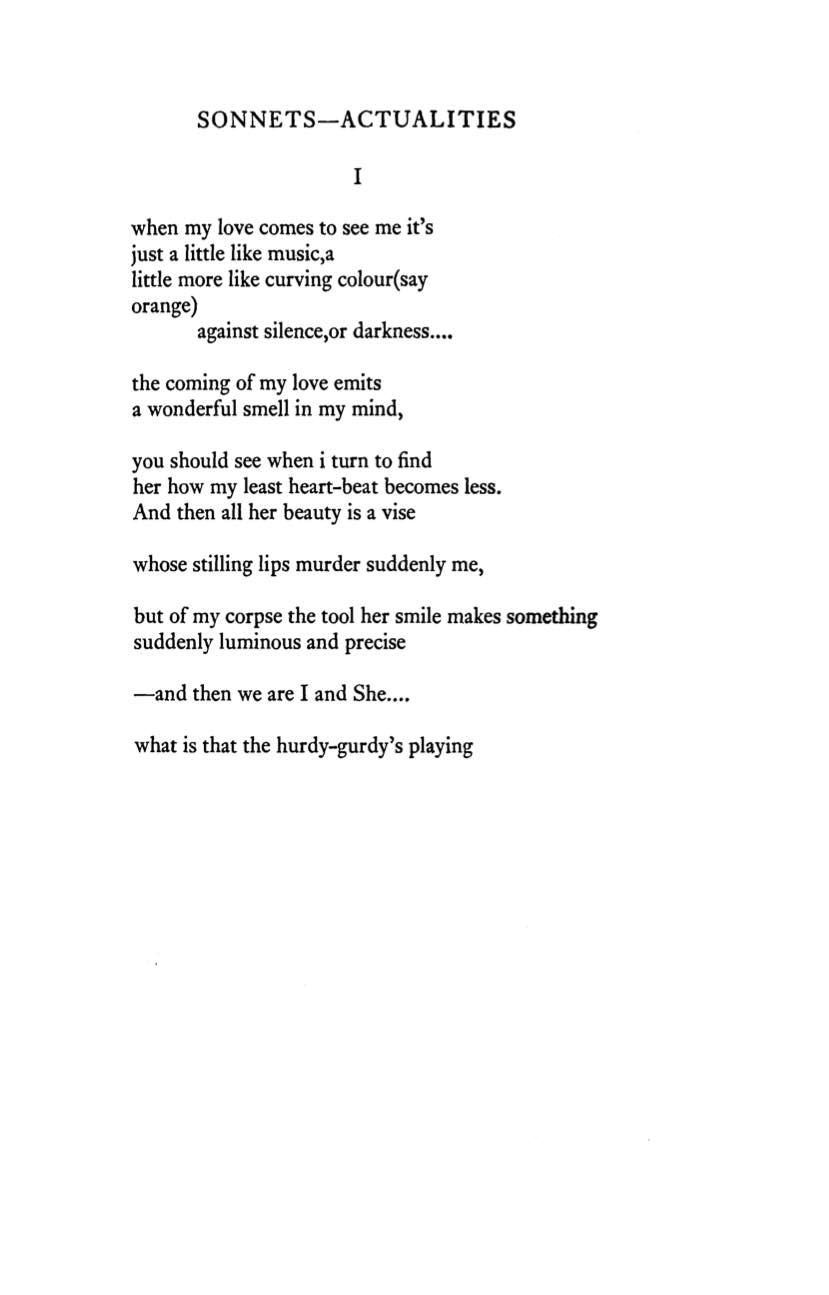 SONNETS—ACTUALITIES
I
when my love comes to see me it's
just a little like music,a
little more like curving colour(say
orange)
against silence,or darkness....
the coming of my love emits
a wonderful smell in my mind,
you should see when i turn to find
her how my least heart-beat becomes less.
And then all her beauty is a vise
whose stilling lips murder suddenly me,
but of my corpse the tool her smile makes something
suddenly luminous and precise
—and then we are I and She....
what is that the hurdy-gurdy's playing